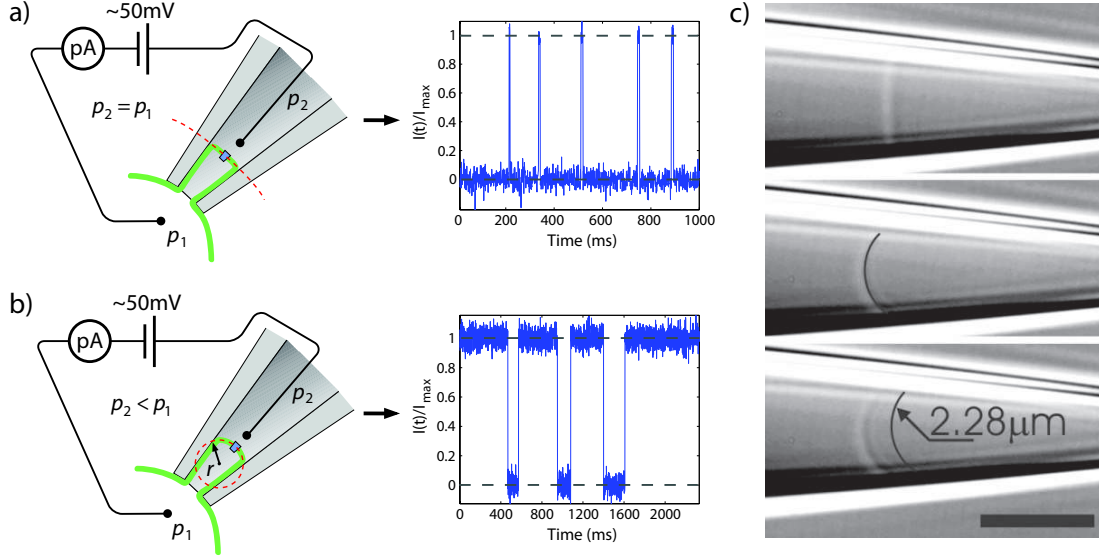 a)
~50mV
pA
p2 = p1
p2
p1
I(t)/Imax
1
0.8
0.6
0.4
0.2
0
0 200 400 600 800 1000
Time (ms)
b)
~50mV
pA
p2 < p1
p2
r
p1
I(t)/Imax
1
0.8
0.6
0.4
0.2
0
0 400 800 1200 1600 2000
Time (ms)
c)
2.28μm